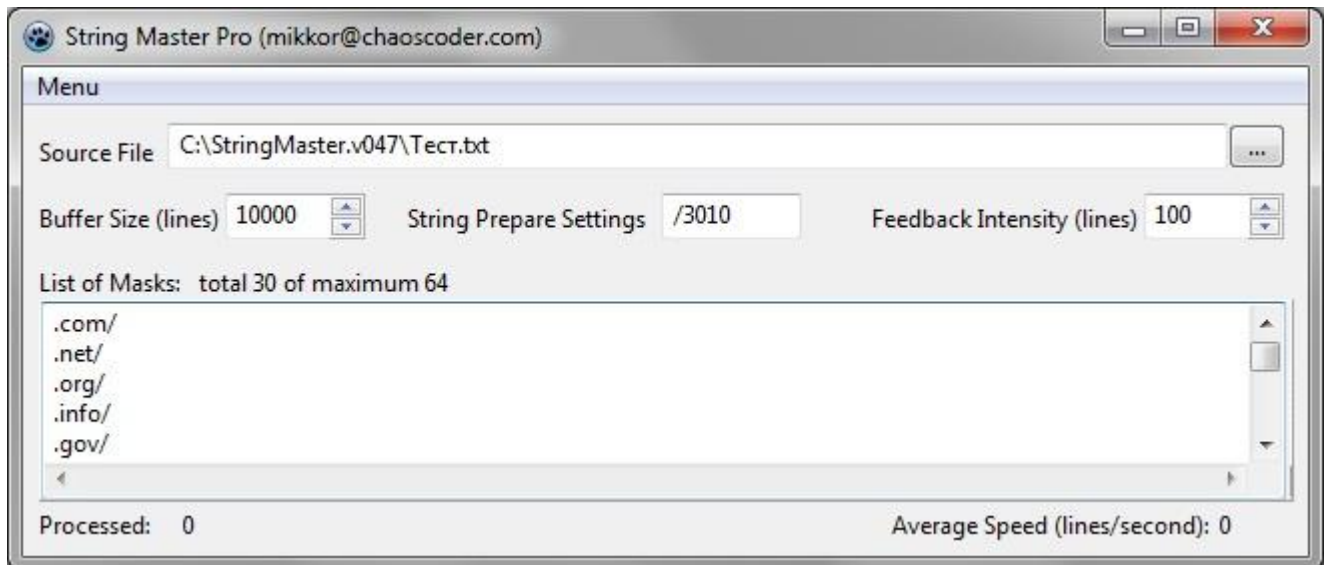 String Master Pro (mikkor@chaoscoder.com)
Menu
Source File C:\StringMaster.v047\Тест.txt ...
Buffer Size (lines) 10000 String Prepare Settings /3010 Feedback Intensity (lines) 100
List of Masks: total 30 of maximum 64
.com/
.net/
.org/
.info/
.gov/
Processed: 0 Average Speed (lines/second): 0